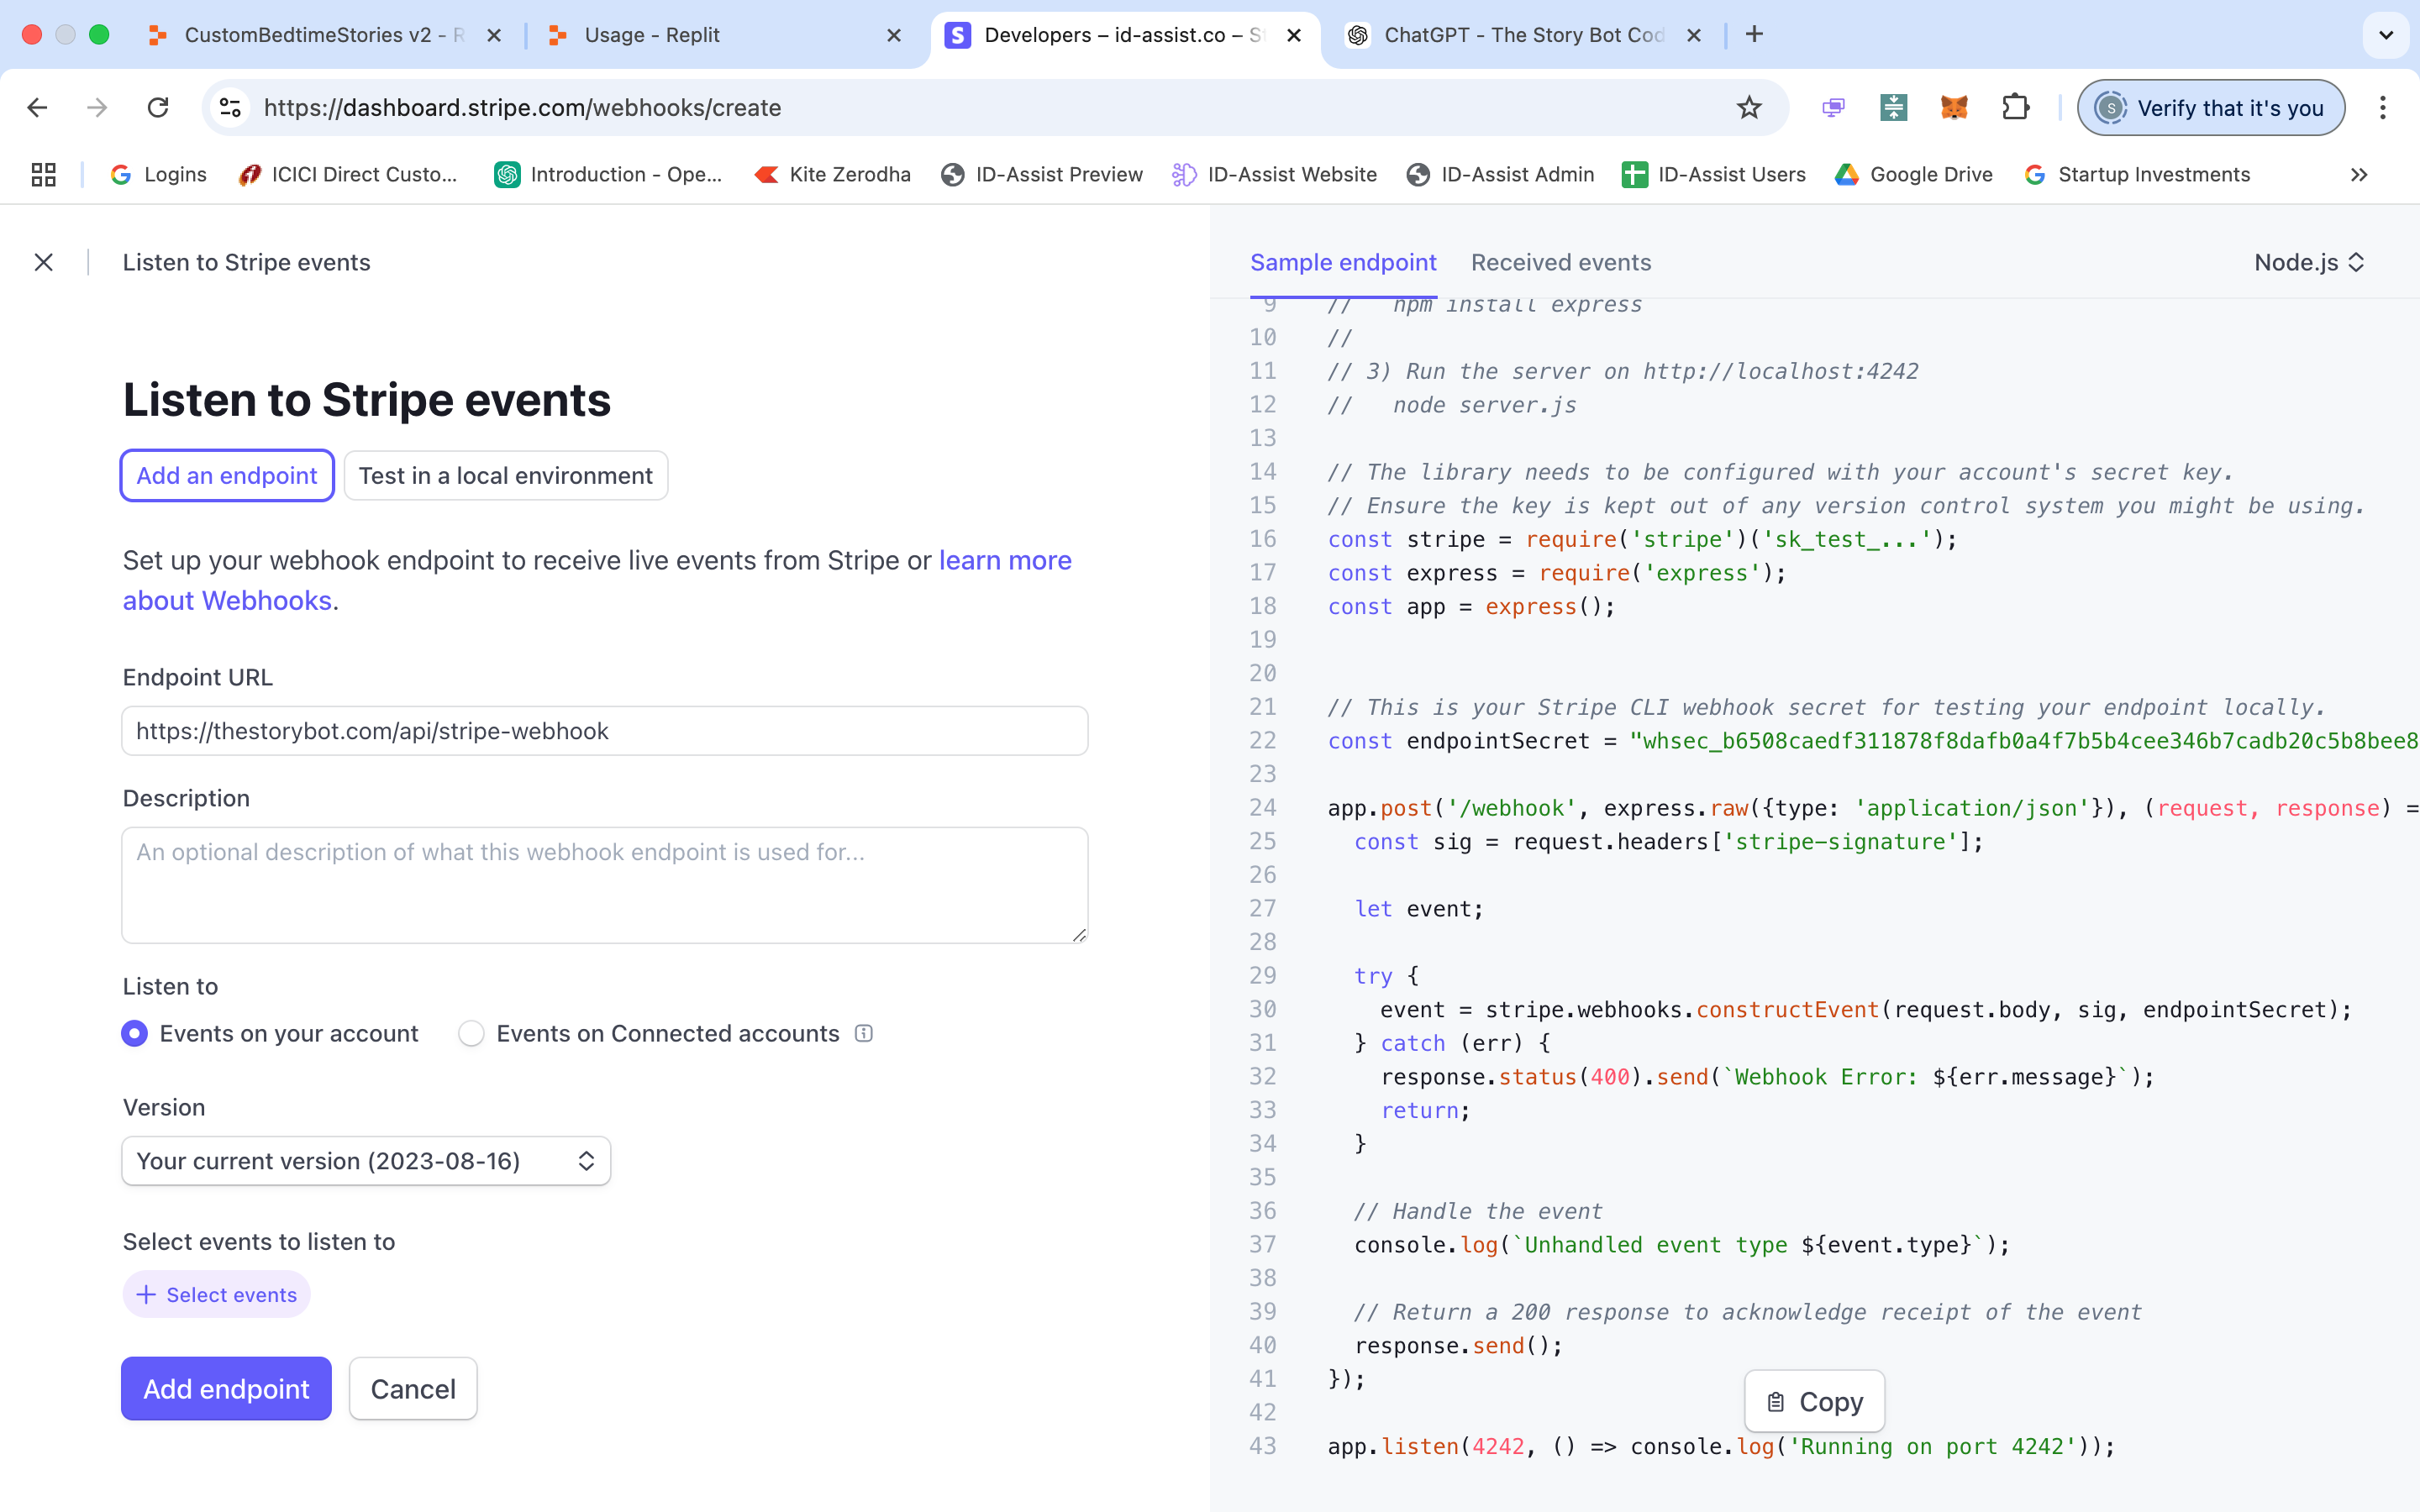 CustomBedtimeStories v2 - R
Usage - Replit
Developers – id-assist.co – St
ChatGPT - The Story Bot Cod
https://dashboard.stripe.com/webhooks/create
S
Verify that it's you
Logins
ICICI Direct Custo...
Introduction - Ope...
Kite Zerodha
ID-Assist Preview
ID-Assist Website
ID-Assist Admin
ID-Assist Users
Google Drive
Startup Investments
Listen to Stripe events
Listen to Stripe events
Add an endpoint
Test in a local environment
Set up your webhook endpoint to receive live events from Stripe or learn more
about Webhooks.
Endpoint URL
https://thestorybot.com/api/stripe-webhook
Description
An optional description of what this webhook endpoint is used for...
Listen to
Events on your account
Events on Connected accounts
Version
Your current version (2023-08-16)
Select events to listen to
+ Select events
Add endpoint
Cancel
Sample endpoint
Received events
Node.js
9 //   npm install express
10 //
11 // 3) Run the server on http://localhost:4242
12 //   node server.js
13
14 // The library needs to be configured with your account's secret key.
15 // Ensure the key is kept out of any version control system you might be using.
16 const stripe = require('stripe')('sk_test_...');
17 const express = require('express');
18 const app = express();
19
20
21 // This is your Stripe CLI webhook secret for testing your endpoint locally.
22 const endpointSecret = "whsec_b6508caedf311878f8dafb0a4f7b5b4cee346b7cadb20c5b8bee8
23
24 app.post('/webhook', express.raw({type: 'application/json'}), (request, response) =
25   const sig = request.headers['stripe-signature'];
26
27   let event;
28
29   try {
30     event = stripe.webhooks.constructEvent(request.body, sig, endpointSecret);
31   } catch (err) {
32     response.status(400).send(`Webhook Error: ${err.message}`);
33     return;
34   }
35
36   // Handle the event
37   console.log(`Unhandled event type ${event.type}`);
38
39   // Return a 200 response to acknowledge receipt of the event
40   response.send();
41 });
42
43 app.listen(4242, () => console.log('Running on port 4242'));
Copy